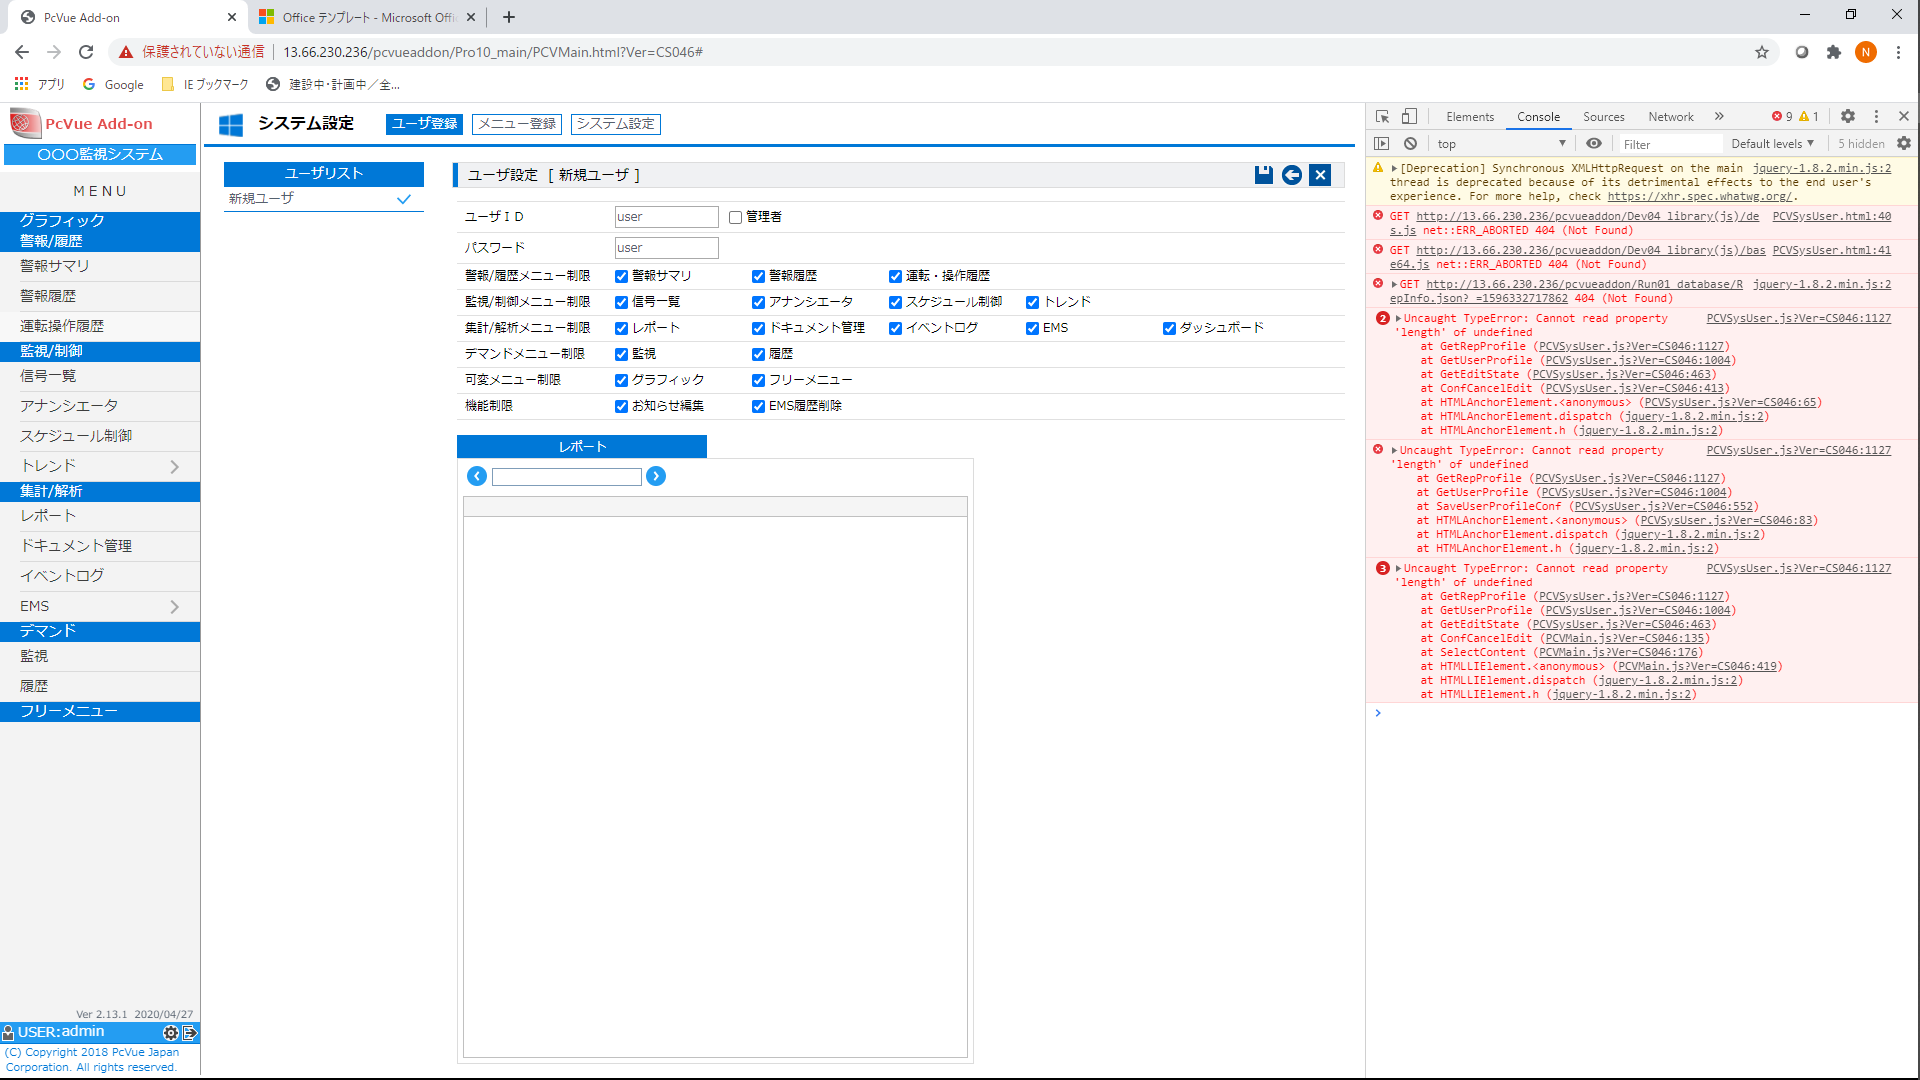 PcVue Add-on
Office テンプレート - Microsoft Offi
保護されていない通信
13.66.230.236/pcvueaddon/Pro10_main/PCVMain.html?Ver=CS046#
N
アプリ
Google
IE ブックマーク
建設中・計画中／全...
PcVue Add-on
〇〇〇監視システム
MENU
グラフィック
警報/履歴
警報サマリ
警報履歴
運転操作履歴
監視/制御
信号一覧
アナンシエータ
スケジュール制御
トレンド
集計/解析
レポート
ドキュメント管理
イベントログ
EMS
デマンド
監視
履歴
フリーメニュー
Ver 2.13.1 2020/04/27
USER:admin
(C) Copyright 2018 PcVue Japan
Corporation. All rights reserved.
システム設定
ユーザ登録
メニュー登録
システム設定
ユーザリスト
新規ユーザ
ユーザ設定 [ 新規ユーザ ]
ユーザＩＤ user 管理者
パスワード user
警報/履歴メニュー制限 警報サマリ 警報履歴 運転・操作履歴
監視/制御メニュー制限 信号一覧 アナンシエータ スケジュール制御 トレンド
集計/解析メニュー制限 レポート ドキュメント管理 イベントログ EMS ダッシュボード
デマンドメニュー制限 監視 履歴
可変メニュー制限 グラフィック フリーメニュー
機能制限 お知らせ編集 EMS履歴削除
レポート
Elements Console Sources Network » 9 1
top Filter Default levels 5 hidden
[Deprecation] Synchronous XMLHttpRequest on the main jquery-1.8.2.min.js:2
thread is deprecated because of its detrimental effects to the end user's
experience. For more help, check https://xhr.spec.whatwg.org/.
GET http://13.66.230.236/pcvueaddon/Dev04_library(js)/de PCVSysUser.html:40
s.js net::ERR_ABORTED 404 (Not Found)
GET http://13.66.230.236/pcvueaddon/Dev04_library(js)/bas PCVSysUser.html:41
e64.js net::ERR_ABORTED 404 (Not Found)
GET http://13.66.230.236/pcvueaddon/Run01_database/R jquery-1.8.2.min.js:2
epInfo.json?_=1596332717862 404 (Not Found)
2 Uncaught TypeError: Cannot read property PCVSysUser.js?Ver=CS046:1127
'length' of undefined
at GetRepProfile (PCVSysUser.js?Ver=CS046:1127)
at GetUserProfile (PCVSysUser.js?Ver=CS046:1004)
at GetEditState (PCVSysUser.js?Ver=CS046:463)
at ConfCancelEdit (PCVSysUser.js?Ver=CS046:413)
at HTMLAnchorElement.<anonymous> (PCVSysUser.js?Ver=CS046:65)
at HTMLAnchorElement.dispatch (jquery-1.8.2.min.js:2)
at HTMLAnchorElement.h (jquery-1.8.2.min.js:2)
Uncaught TypeError: Cannot read property PCVSysUser.js?Ver=CS046:1127
'length' of undefined
at GetRepProfile (PCVSysUser.js?Ver=CS046:1127)
at GetUserProfile (PCVSysUser.js?Ver=CS046:1004)
at SaveUserProfileConf (PCVSysUser.js?Ver=CS046:552)
at HTMLAnchorElement.<anonymous> (PCVSysUser.js?Ver=CS046:83)
at HTMLAnchorElement.dispatch (jquery-1.8.2.min.js:2)
at HTMLAnchorElement.h (jquery-1.8.2.min.js:2)
3 Uncaught TypeError: Cannot read property PCVSysUser.js?Ver=CS046:1127
'length' of undefined
at GetRepProfile (PCVSysUser.js?Ver=CS046:1127)
at GetUserProfile (PCVSysUser.js?Ver=CS046:1004)
at GetEditState (PCVSysUser.js?Ver=CS046:463)
at ConfCancelEdit (PCVMain.js?Ver=CS046:135)
at SelectContent (PCVMain.js?Ver=CS046:176)
at HTMLLIElement.<anonymous> (PCVMain.js?Ver=CS046:419)
at HTMLLIElement.dispatch (jquery-1.8.2.min.js:2)
at HTMLLIElement.h (jquery-1.8.2.min.js:2)